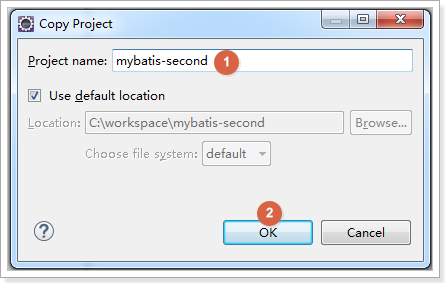 Copy Project
Project name: mybatis-second 1
Use default location
Location: C:\workspace\mybatis-second Browse...
Choose file system: default
2
? OK Cancel